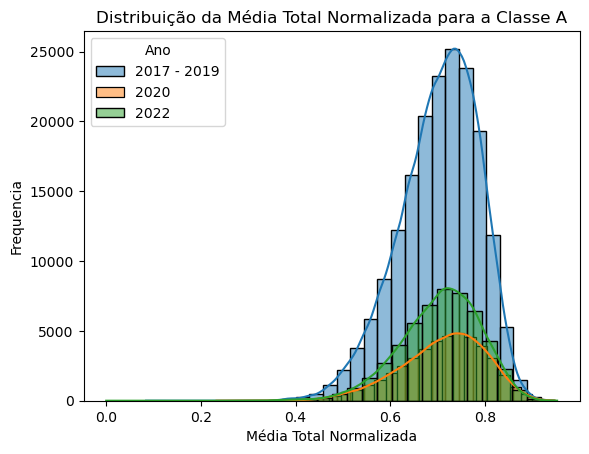 Distribuição da Média Total Normalizada para a Classe A
Ano
2017 - 2019
2020
2022
25000
20000
15000
10000
5000
0
Frequencia
0.0 0.2 0.4 0.6 0.8
Média Total Normalizada